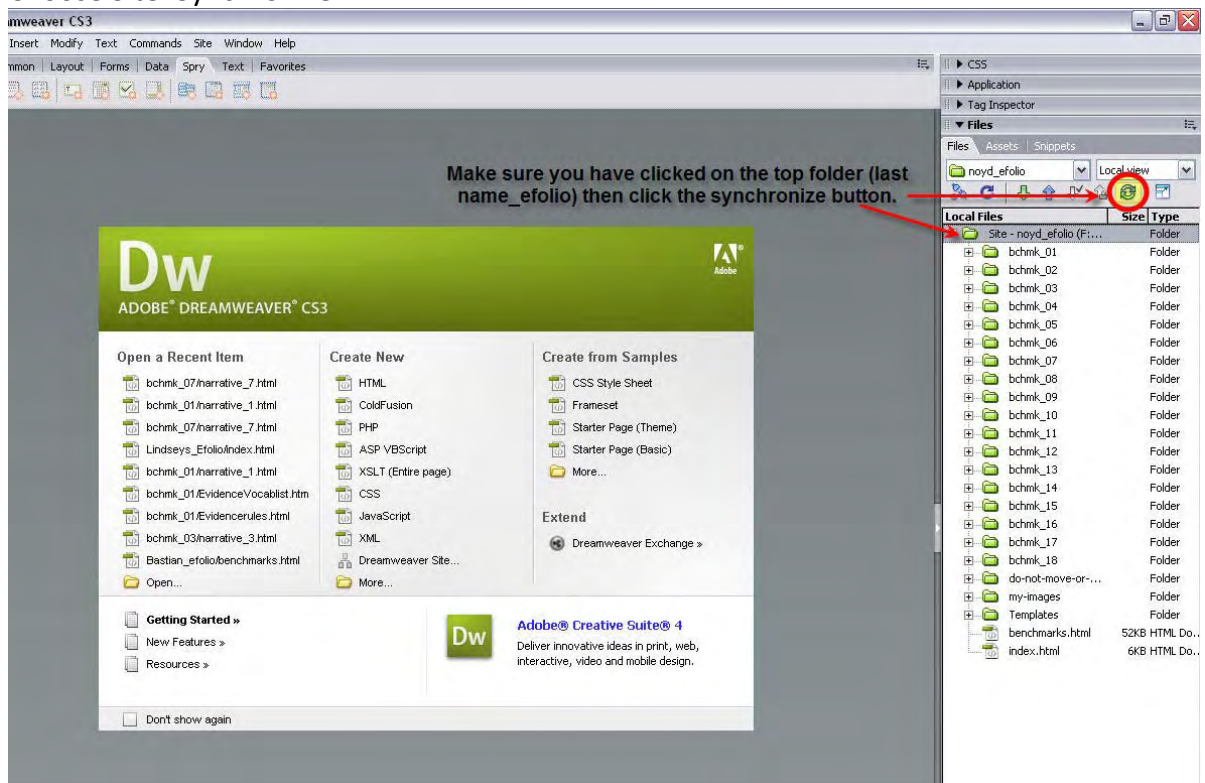 amweaver CS3
Insert Modify Text Commands Site Window Help
mmon Layout Forms Data Spry Text Favorites
CSS
Application
Tag Inspector
Files
Files Assets Snippets
noyd_efolio Local view
Make sure you have clicked on the top folder (last
name_efolio) then click the synchronize button.
Local Files Size Type
Site - noyd_efolio (F:... Folder
bchmk_01 Folder
bchmk_02 Folder
bchmk_03 Folder
bchmk_04 Folder
bchmk_05 Folder
bchmk_06 Folder
bchmk_07 Folder
bchmk_08 Folder
bchmk_09 Folder
bchmk_10 Folder
bchmk_11 Folder
bchmk_12 Folder
bchmk_13 Folder
bchmk_14 Folder
bchmk_15 Folder
bchmk_16 Folder
bchmk_17 Folder
bchmk_18 Folder
do-not-move-or-... Folder
my-images Folder
Templates Folder
benchmarks.html 52KB HTML Do..
index.html 6KB HTML Do..
Dw
Adobe
ADOBE® DREAMWEAVER® CS3
Open a Recent Item
bchmk_07/narrative_7.html
bchmk_01/narrative_1.html
bchmk_07/narrative_7.html
Lindseys_Efolio/index.html
bchmk_01/narrative_1.html
bchmk_01/EvidenceVocablist.htm
bchmk_01/Evidencerules.html
bchmk_03/narrative_3.html
Bastian_efolio/benchmarks.html
Open...
Create New
HTML
ColdFusion
PHP
ASP VBScript
XSLT (Entire page)
CSS
JavaScript
XML
Dreamweaver Site...
More...
Create from Samples
CSS Style Sheet
Frameset
Starter Page (Theme)
Starter Page (Basic)
More...
Extend
Dreamweaver Exchange »
Getting Started »
New Features »
Resources »
Dw
Adobe® Creative Suite® 4
Deliver innovative ideas in print, web,
interactive, video and mobile design.
Don't show again